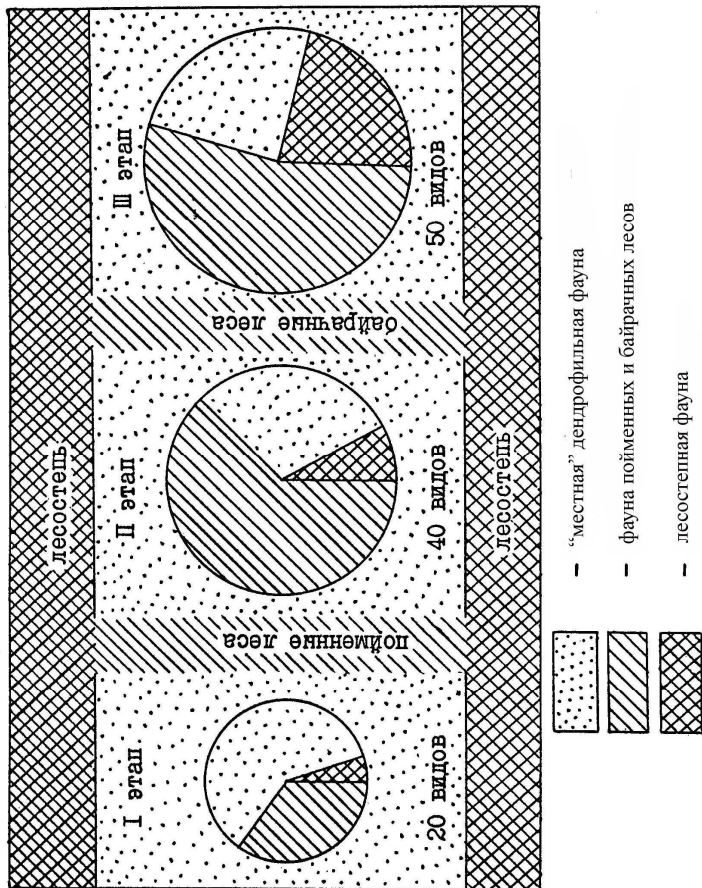 лесостепь
I этап
II этап
III этап
пойменные леса
байрачные леса
20 видов
40 видов
50 видов
лесостепь
– “местная” дендрофильная фауна
– фауна пойменных и байрачных лесов
– лесостепная фауна